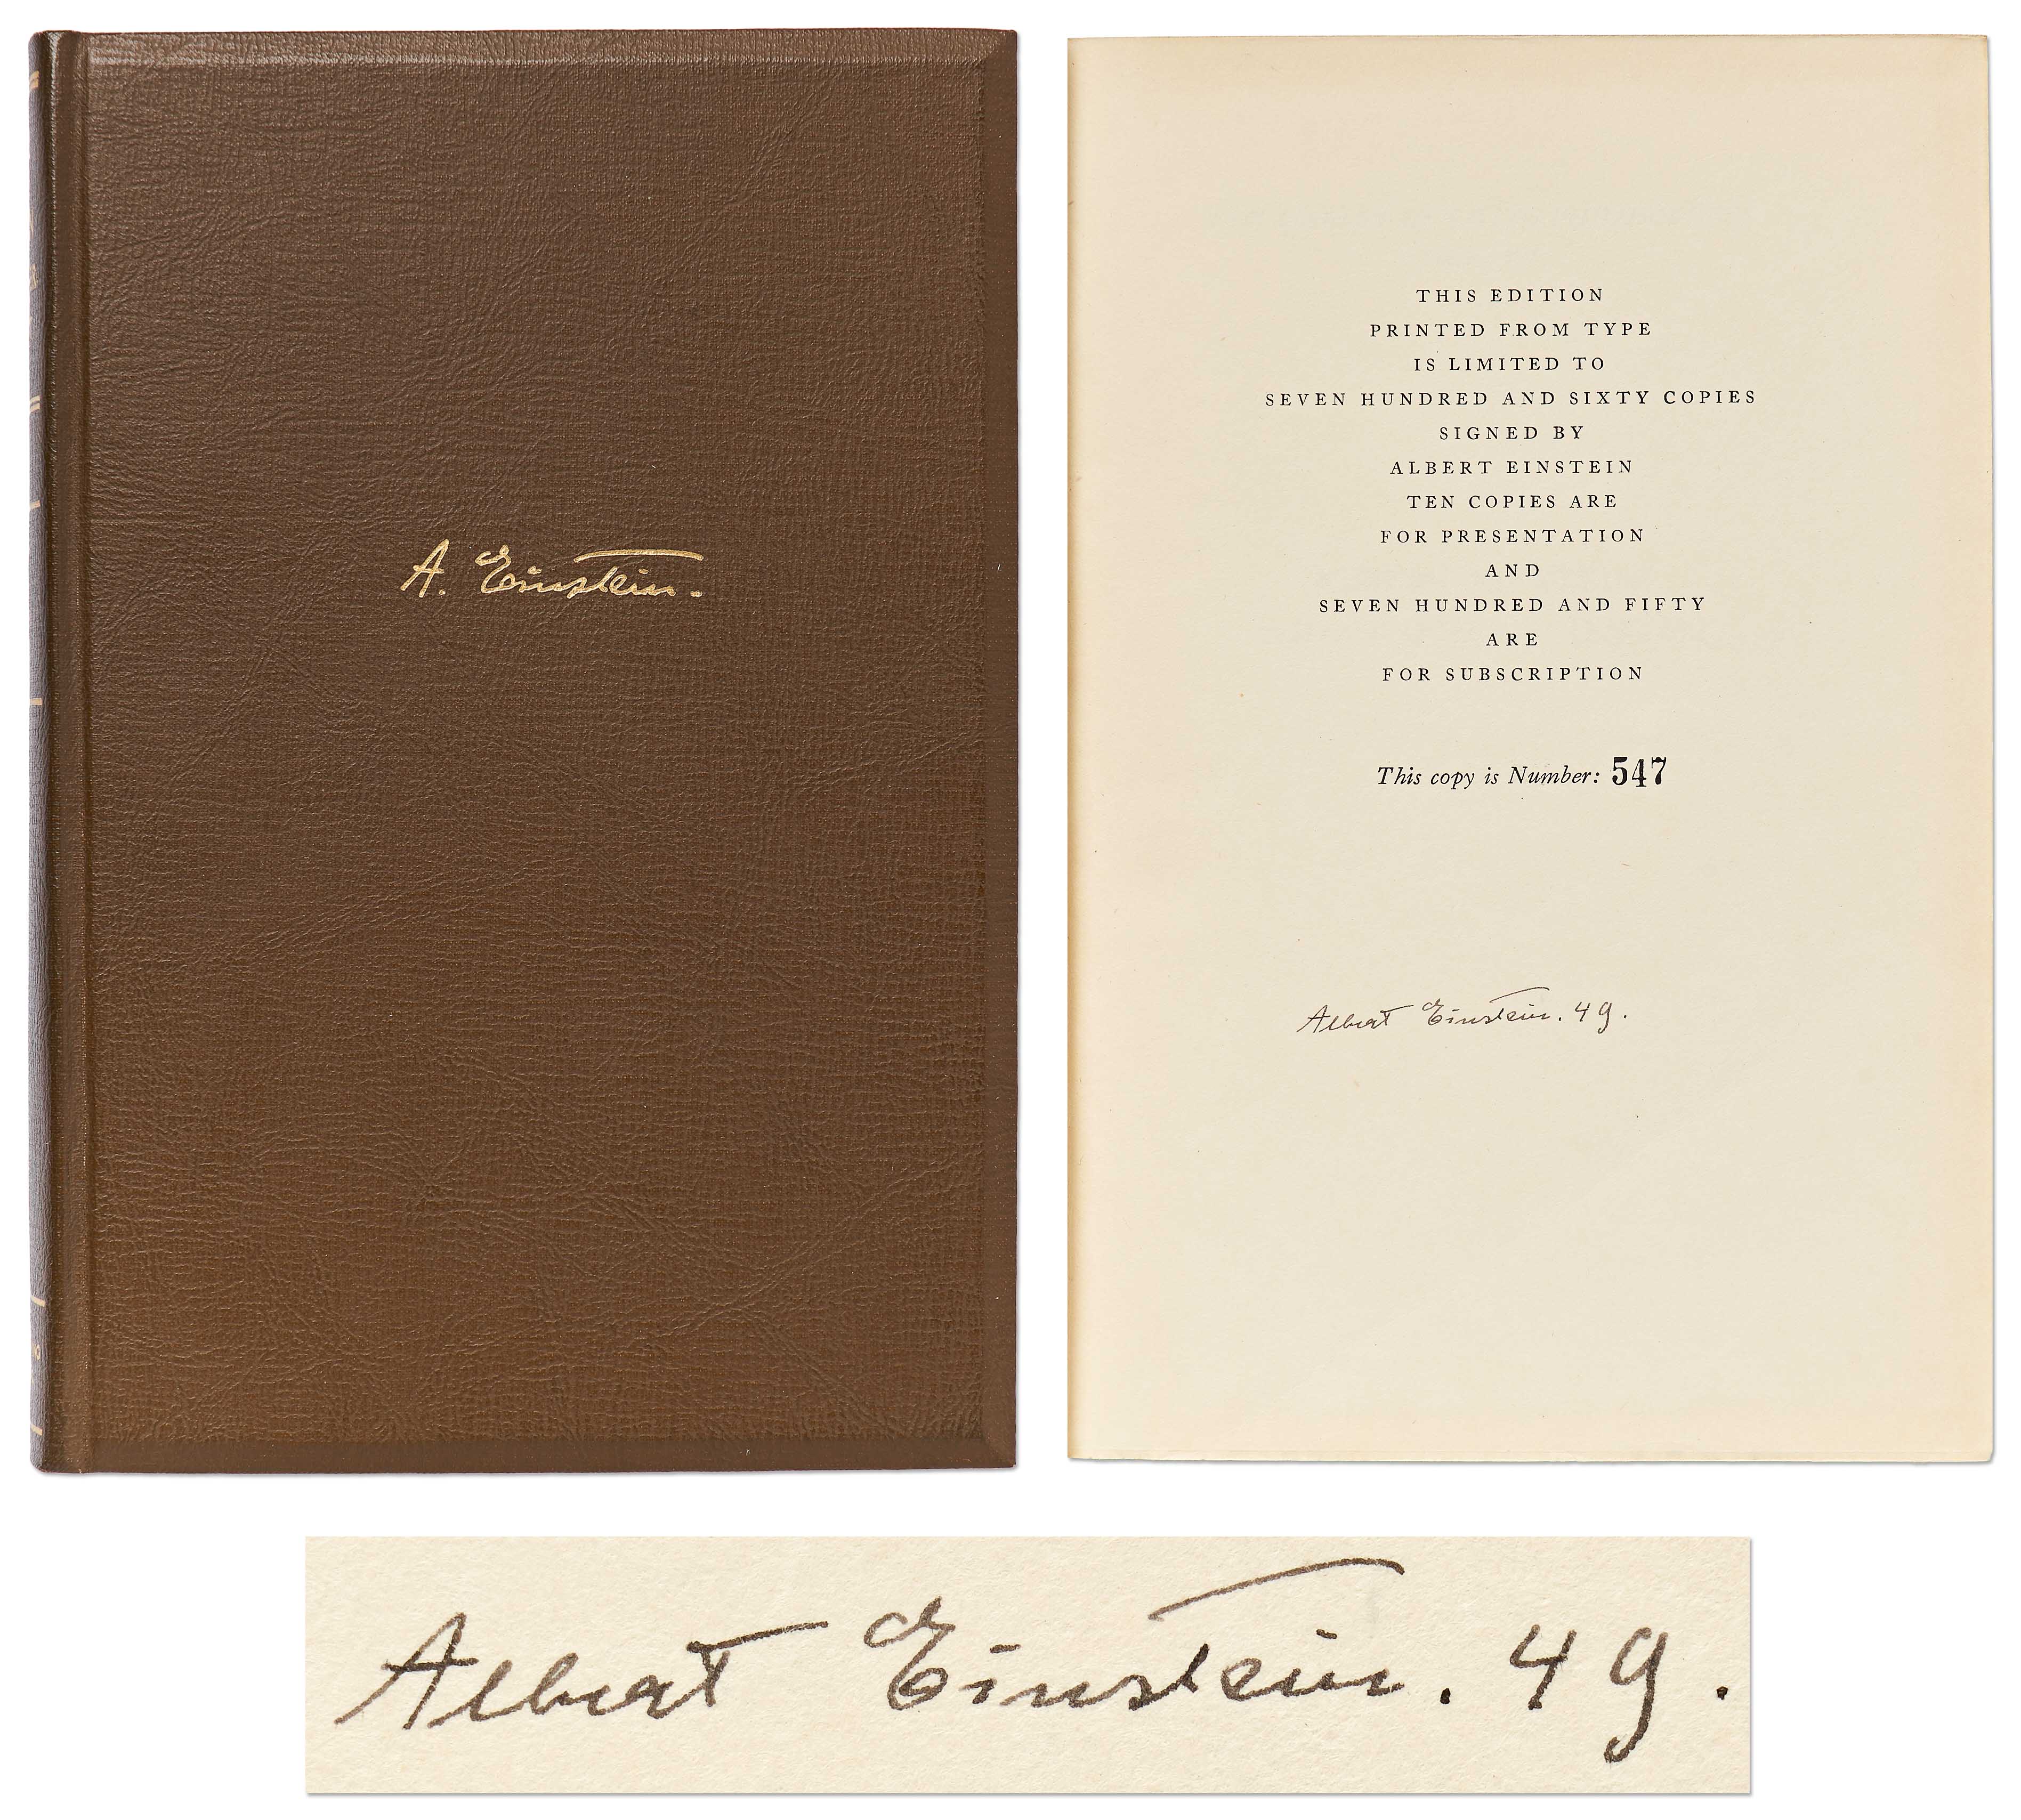 A. Einstein.
THIS EDITION
PRINTED FROM TYPE
IS LIMITED TO
SEVEN HUNDRED AND SIXTY COPIES
SIGNED BY
ALBERT EINSTEIN
TEN COPIES ARE
FOR PRESENTATION
AND
SEVEN HUNDRED AND FIFTY
ARE
FOR SUBSCRIPTION
This copy is Number: 547
Albert Einstein. 49.
Albert Einstein. 49.